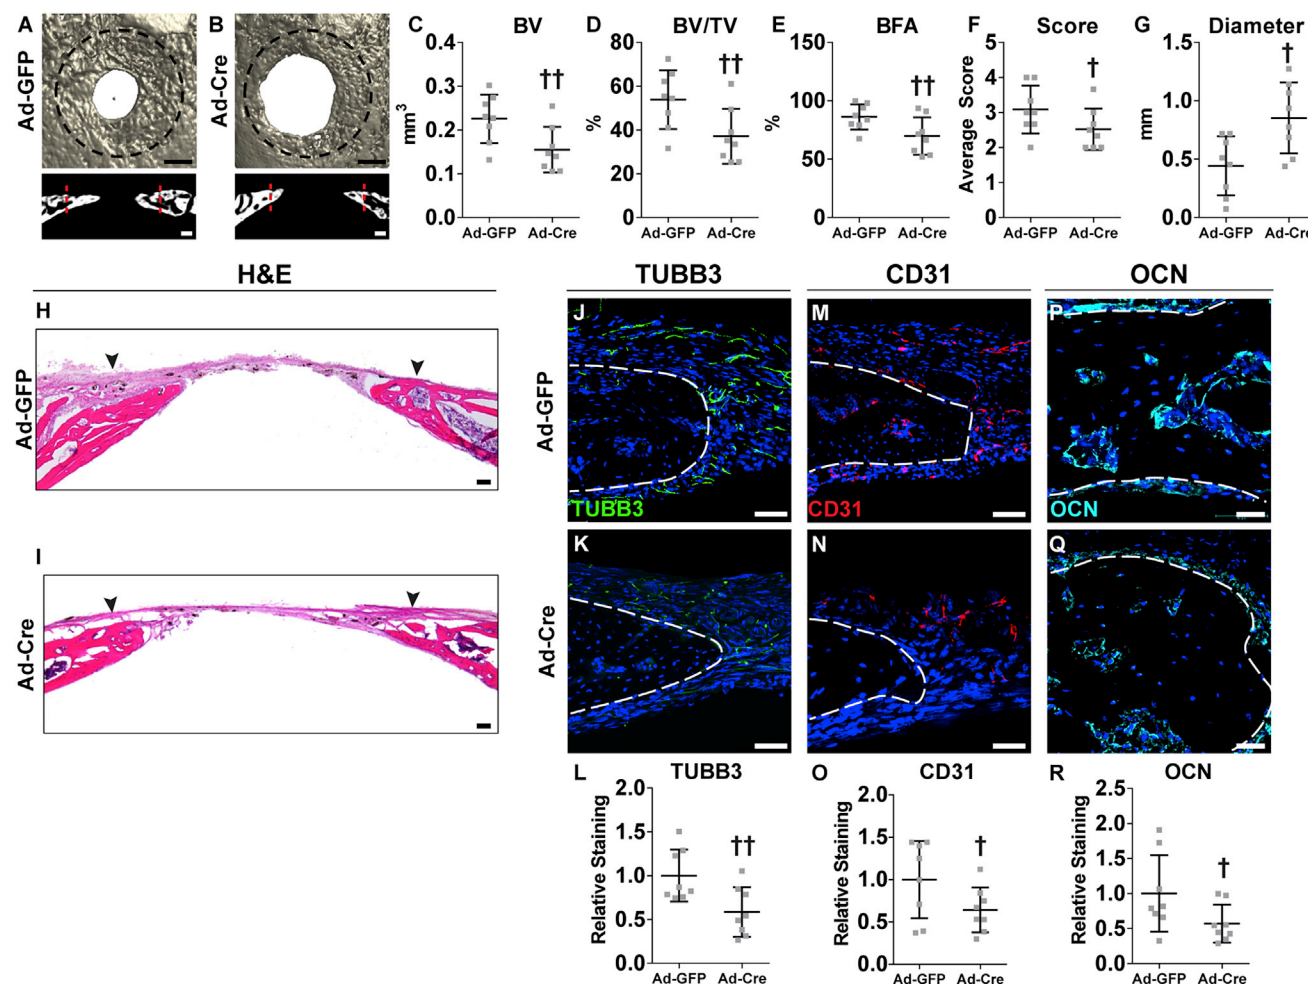 A
B
Ad-GFP
Ad-Cre
C
BV
0.4
0.3
0.2
0.1
0.0
mm3
††
Ad-GFP
Ad-Cre
D
BV/TV
80
60
40
20
0
%
††
Ad-GFP
Ad-Cre
E
BFA
150
100
50
0
%
††
Ad-GFP
Ad-Cre
F
Score
5
4
3
2
1
0
Average Score
†
Ad-GFP
Ad-Cre
G
Diameter
1.5
1.0
0.5
0.0
mm
†
Ad-GFP
Ad-Cre
H&E
TUBB3
CD31
OCN
H
Ad-GFP
I
Ad-Cre
Ad-GFP
J
TUBB3
M
CD31
P
OCN
Ad-Cre
K
N
Q
L
TUBB3
2.0
1.5
1.0
0.5
0.0
Relative Staining
††
Ad-GFP
Ad-Cre
O
CD31
2.0
1.5
1.0
0.5
0.0
Relative Staining
†
Ad-GFP
Ad-Cre
R
OCN
2.5
2.0
1.5
1.0
0.5
0.0
Relative Staining
†
Ad-GFP
Ad-Cre